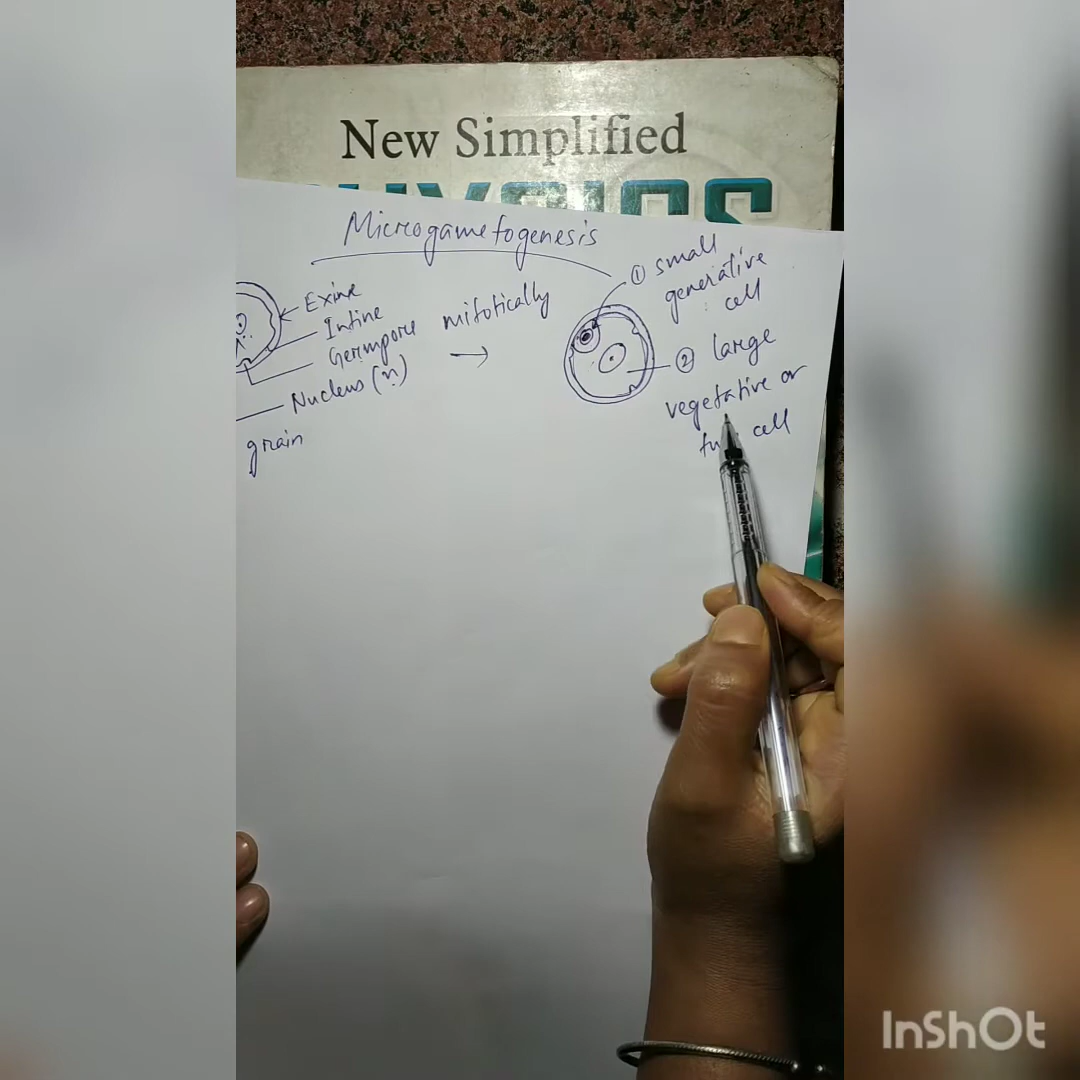 New Simplified
PHYSICS
Microgametogenesis
Exine
Intine
Germpore
Nucleus (n)
grain
mitotically
① small
generative
cell
② large
vegetative or
cell
InShOt